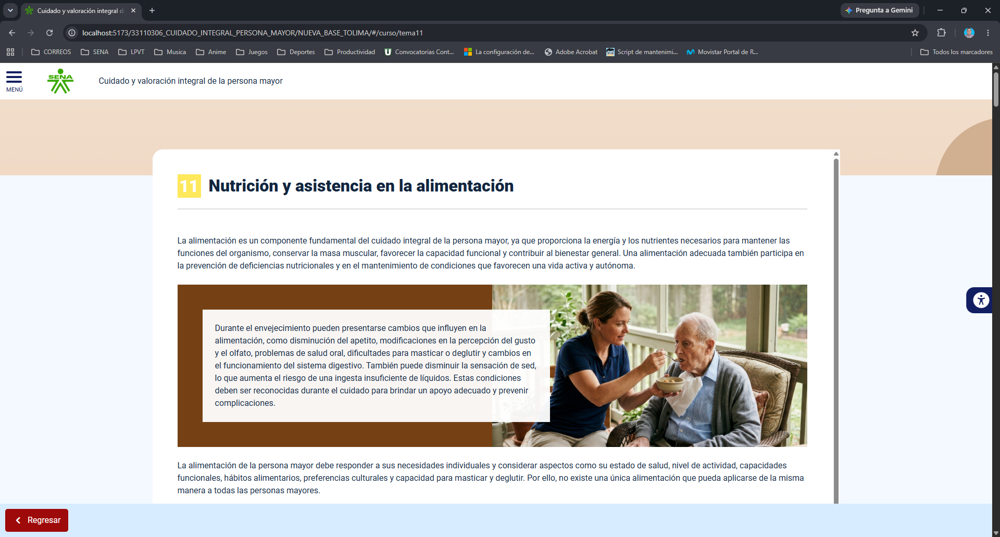 Cuidado y valoración integral d
Pregunta a Gemini
localhost:5173/33110306_CUIDADO_INTEGRAL_PERSONA_MAYOR/NUEVA_BASE_TOLIMA/#/curso/tema11
CORREOS SENA LPVT Musica Anime Juegos Deportes Productividad Convocatorias Cont... La configuración de... Adobe Acrobat Script de mantenimi... Movistar Portal de R... Todos los marcadores
MENÚ
SENA
Cuidado y valoración integral de la persona mayor
11 Nutrición y asistencia en la alimentación
La alimentación es un componente fundamental del cuidado integral de la persona mayor, ya que proporciona la energía y los nutrientes necesarios para mantener las
funciones del organismo, conservar la masa muscular, favorecer la capacidad funcional y contribuir al bienestar general. Una alimentación adecuada también participa en
la prevención de deficiencias nutricionales y en el mantenimiento de condiciones que favorecen una vida activa y autónoma.
Durante el envejecimiento pueden presentarse cambios que influyen en la
alimentación, como disminución del apetito, modificaciones en la percepción del gusto
y el olfato, problemas de salud oral, dificultades para masticar o deglutir y cambios en
el funcionamiento del sistema digestivo. También puede disminuir la sensación de sed,
lo que aumenta el riesgo de una ingesta insuficiente de líquidos. Estas condiciones
deben ser reconocidas durante el cuidado para brindar un apoyo adecuado y prevenir
complicaciones.
La alimentación de la persona mayor debe responder a sus necesidades individuales y considerar aspectos como su estado de salud, nivel de actividad, capacidades
funcionales, hábitos alimentarios, preferencias culturales y capacidad para masticar y deglutir. Por ello, no existe una única alimentación que pueda aplicarse de la misma
manera a todas las personas mayores.
Regresar